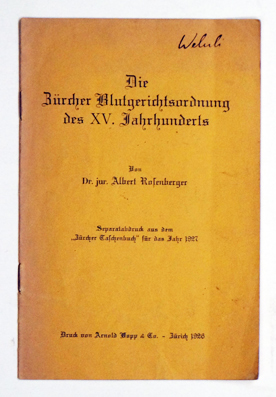 Die
Zürcher Blutgerichtsordnung
des XV. Jahrhunderts
Von
Dr. jur. Albert Rosenberger
Separatabdruck aus dem
„Zürcher Taschenbuch" für das Jahr 1927
Druck von Arnold Bopp & Co. - Zürich 1926